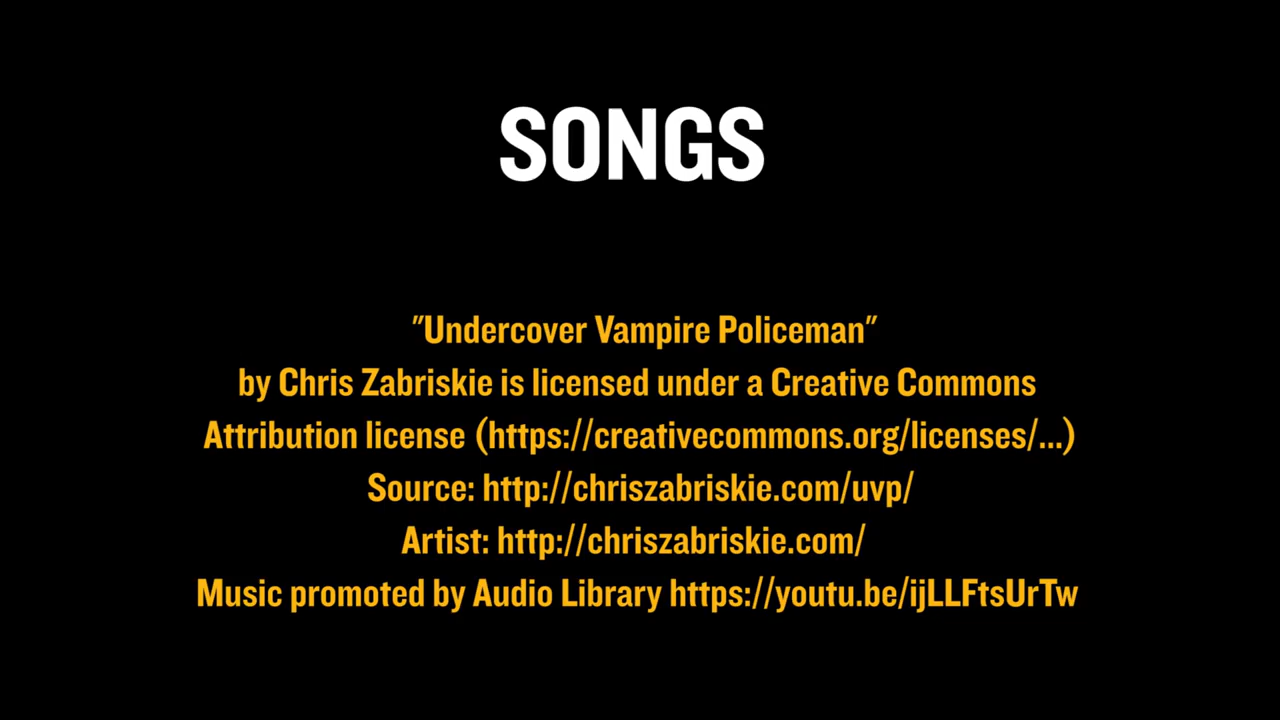 SONGS
"Undercover Vampire Policeman"
by Chris Zabriskie is licensed under a Creative Commons
Attribution license (https://creativecommons.org/licenses/...)
Source: http://chriszabriskie.com/uvp/
Artist: http://chriszabriskie.com/
Music promoted by Audio Library https://youtu.be/ijLLFtsUrTw